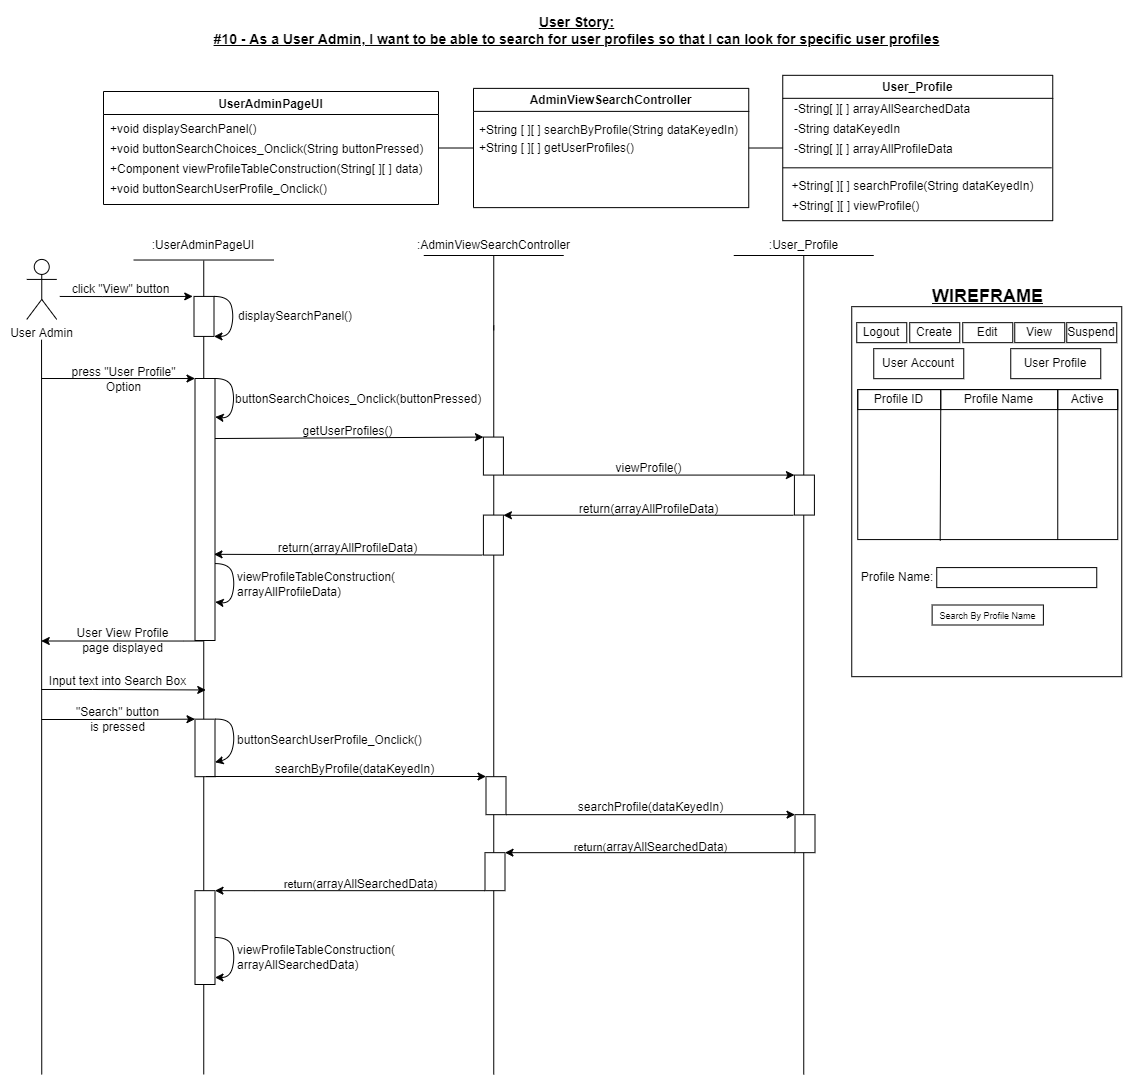 User Story:
#10 - As a User Admin, I want to be able to search for user profiles so that I can look for specific user profiles
UserAdminPageUI
+void displaySearchPanel()
+void buttonSearchChoices_Onclick(String buttonPressed)
+Component viewProfileTableConstruction(String[ ][ ] data)
+void buttonSearchUserProfile_Onclick()
AdminViewSearchController
+String [ ][ ] searchByProfile(String dataKeyedIn)
+String [ ][ ] getUserProfiles()
User_Profile
-String[ ][ ] arrayAllSearchedData
-String dataKeyedIn
-String[ ][ ] arrayAllProfileData
+String[ ][ ] searchProfile(String dataKeyedIn)
+String[ ][ ] viewProfile()
:UserAdminPageUI
:AdminViewSearchController
:User_Profile
User Admin
click "View" button
displaySearchPanel()
press "User Profile"
Option
buttonSearchChoices_Onclick(buttonPressed)
getUserProfiles()
viewProfile()
return(arrayAllProfileData)
return(arrayAllProfileData)
viewProfileTableConstruction(
arrayAllProfileData)
User View Profile
page displayed
Input text into Search Box
"Search" button
is pressed
buttonSearchUserProfile_Onclick()
searchByProfile(dataKeyedIn)
searchProfile(dataKeyedIn)
return(arrayAllSearchedData)
return(arrayAllSearchedData)
viewProfileTableConstruction(
arrayAllSearchedData)
WIREFRAME
Logout Create Edit View Suspend
User Account User Profile
Profile ID Profile Name Active
Profile Name:
Search By Profile Name